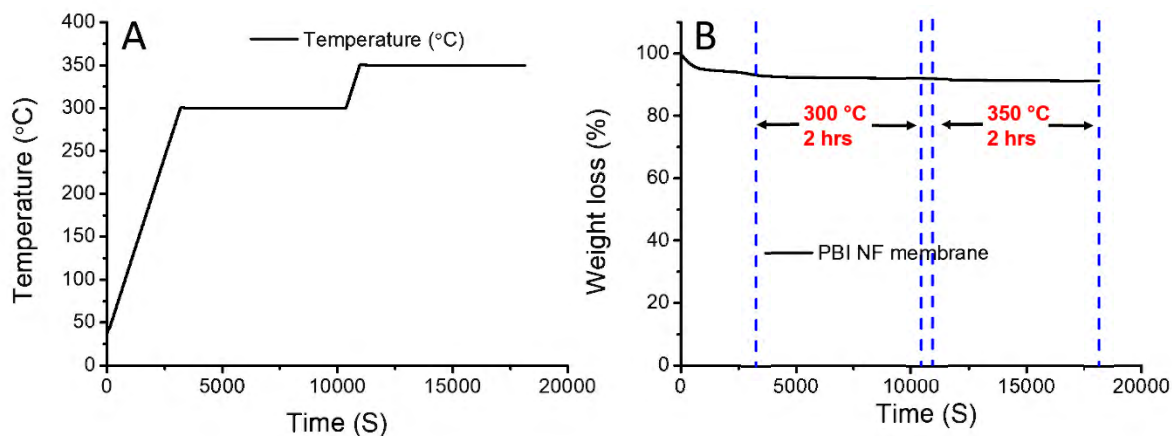 A
Temperature (°C)
400
350
300
250
200
150
100
50
0
Temperature (°C)
0
5000
10000
15000
20000
Time (S)
B
100
80
60
40
20
0
Weight loss (%)
300 °C
2 hrs
350 °C
2 hrs
PBI NF membrane
0
5000
10000
15000
20000
Time (S)